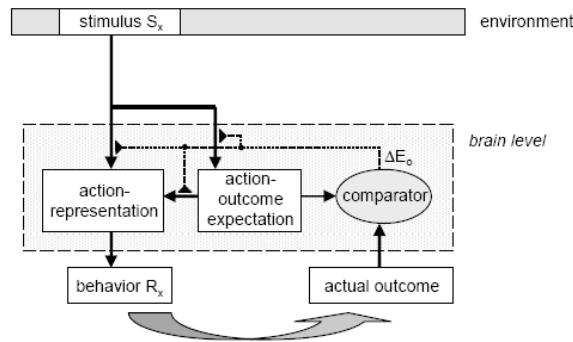 stimulus Sₓ
environment
brain level
ΔEₒ
action-
representation
action-
outcome
expectation
comparator
behavior Rₓ
actual outcome